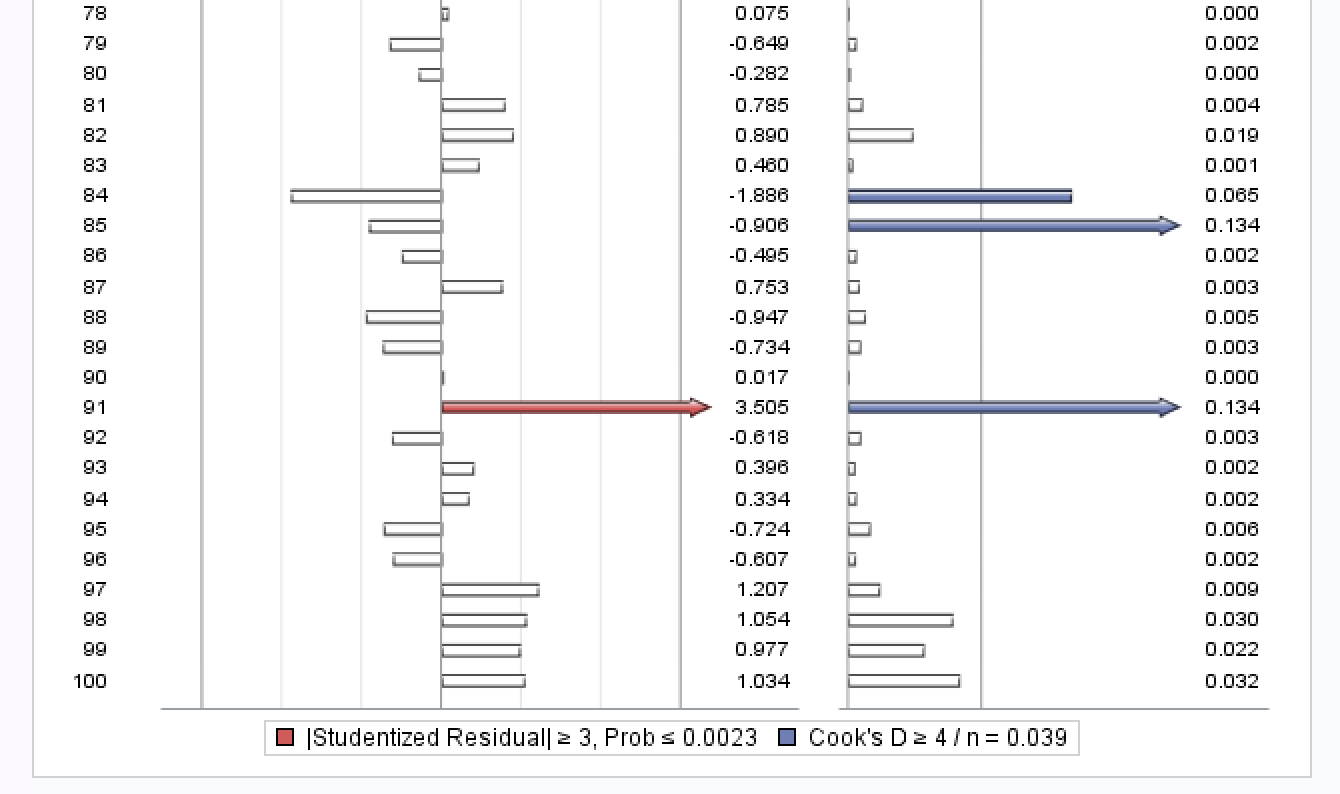 78 0.075 0.000
79 -0.649 0.002
80 -0.282 0.000
81 0.785 0.004
82 0.890 0.019
83 0.460 0.001
84 -1.886 0.065
85 -0.906 0.134
86 -0.495 0.002
87 0.753 0.003
88 -0.947 0.005
89 -0.734 0.003
90 0.017 0.000
91 3.505 0.134
92 -0.618 0.003
93 0.396 0.002
94 0.334 0.002
95 -0.724 0.006
96 -0.607 0.002
97 1.207 0.009
98 1.054 0.030
99 0.977 0.022
100 1.034 0.032
|Studentized Residual| ≥ 3, Prob ≤ 0.0023 Cook's D ≥ 4 / n = 0.039